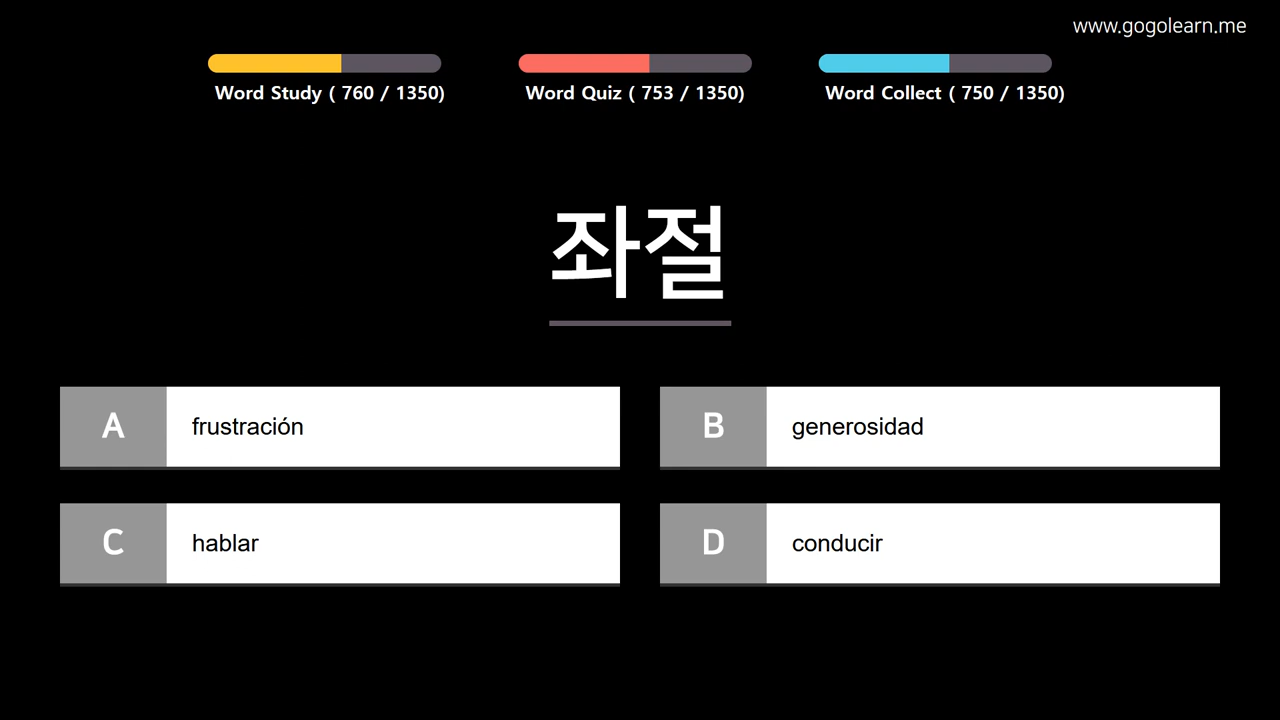 www.gogolearn.me
Word Study ( 760 / 1350)
Word Quiz ( 753 / 1350)
Word Collect ( 750 / 1350)
좌절
A frustración
B generosidad
C hablar
D conducir